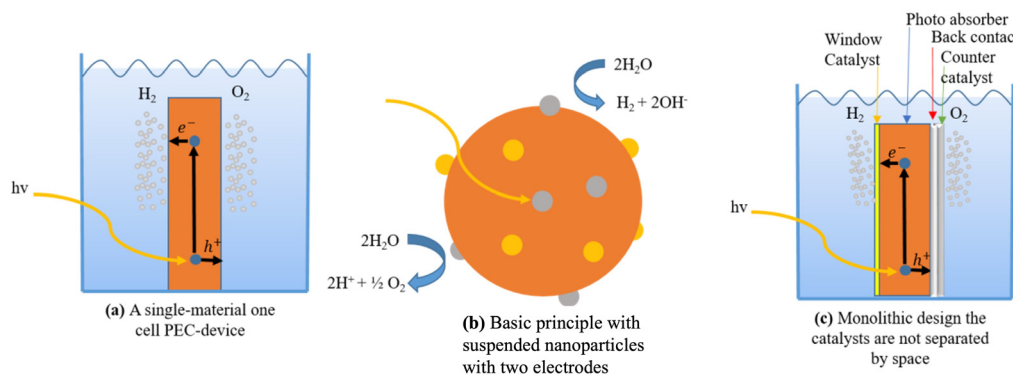 H₂
O₂
e⁻
hv
h⁺
(a) A single-material one
cell PEC-device
2H₂O
H₂ + 2OH⁻
2H₂O
2H⁺ + ½ O₂
(b) Basic principle with
suspended nanoparticles
with two electrodes
Photo absorber
Window
Catalyst
Back contac
Counter
catalyst
H₂
O₂
e⁻
hv
h⁺
(c) Monolithic design the
catalysts are not separated
by space